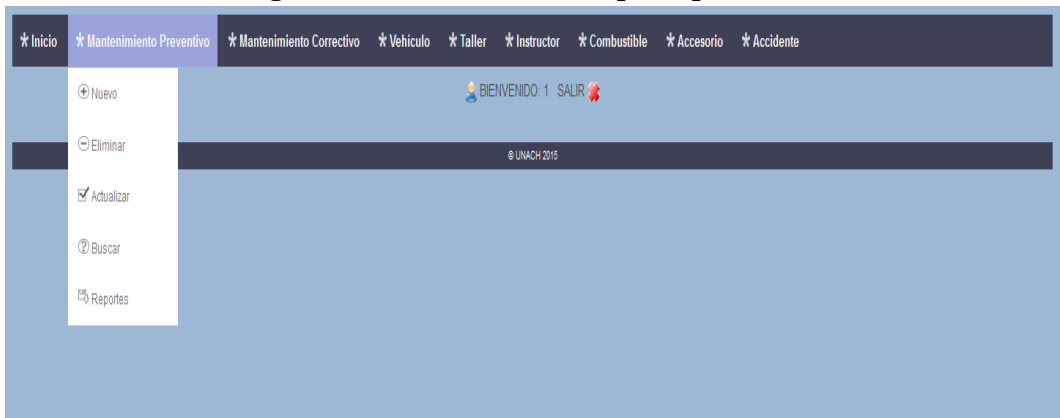 Inicio Mantenimiento Preventivo Mantenimiento Correctivo Vehículo Taller Instructor Combustible Accesorio Accidente
Nuevo
BIENVENIDO: 1 SALIR
Eliminar
© UNACH 2015
Actualizar
Buscar
Reportes